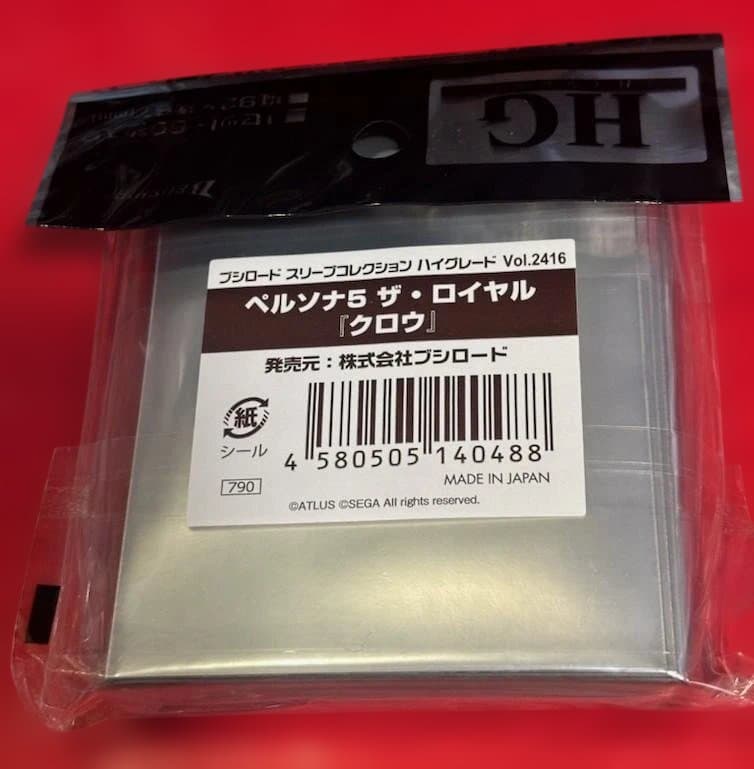 HG
ブシロード スリーブコレクション ハイグレード Vol.2416
ペルソナ5 ザ・ロイヤル
『クロウ』
発売元：株式会社ブシロード
紙
シール
4 580505 140488
790
MADE IN JAPAN
©ATLUS ©SEGA All rights reserved.